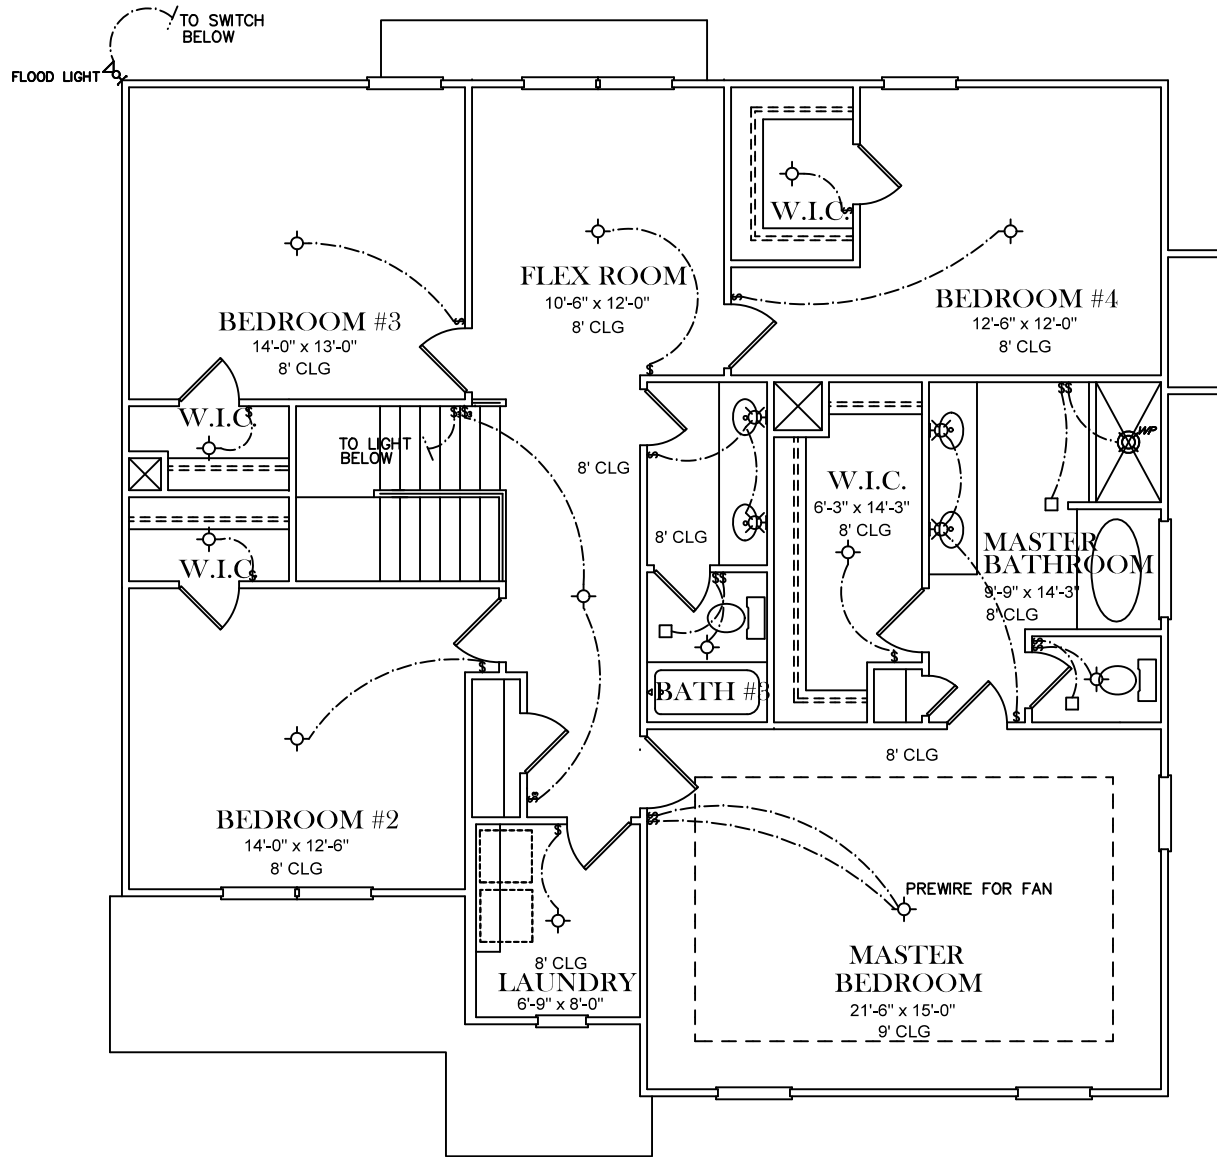 TO SWITCH
BELOW
FLOOD LIGHT
W.I.C.
FLEX ROOM
10'-6" x 12'-0"
8' CLG
BEDROOM #4
12'-6" x 12'-0"
8' CLG
BEDROOM #3
14'-0" x 13'-0"
8' CLG
W.I.C.
TO LIGHT
BELOW
8' CLG
WP
W.I.C.
6'-3" x 14'-3"
8' CLG
8' CLG
MASTER
BATHROOM
9'-9" x 14'-3"
8' CLG
W.I.C.
BATH #3
8' CLG
BEDROOM #2
14'-0" x 12'-6"
8' CLG
PREWIRE FOR FAN
MASTER
BEDROOM
21'-6" x 15'-0"
9' CLG
8' CLG
LAUNDRY
6'-9" x 8'-0"